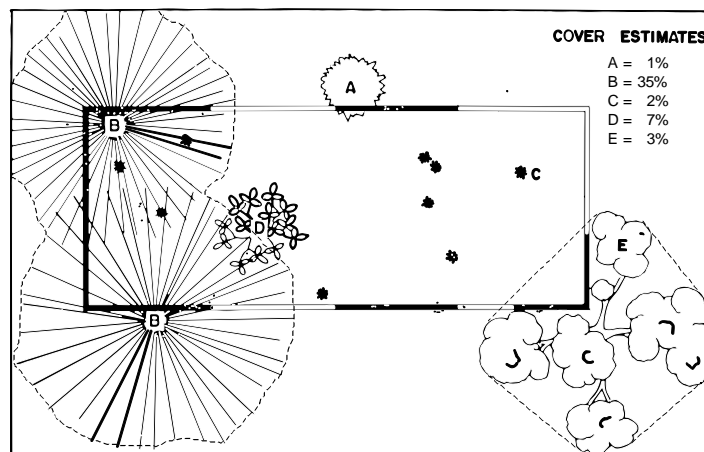 COVER ESTIMATES
A = 1%
B = 35%
C = 2%
D = 7%
E = 3%
A
B
C
D
E
B
C